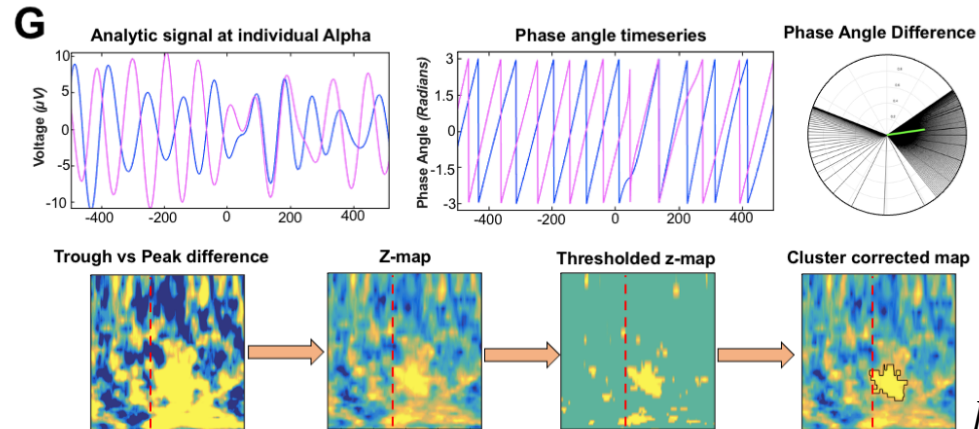 G
Analytic signal at individual Alpha
Phase angle timeseries
Phase Angle Difference
Voltage (µV)
10
5
0
-5
-10
-400 -200 0 200 400
Phase Angle (Radians)
3
1.5
0
-1.5
-3
-400 -200 0 200 400
Trough vs Peak difference
Z-map
Thresholded z-map
Cluster corrected map